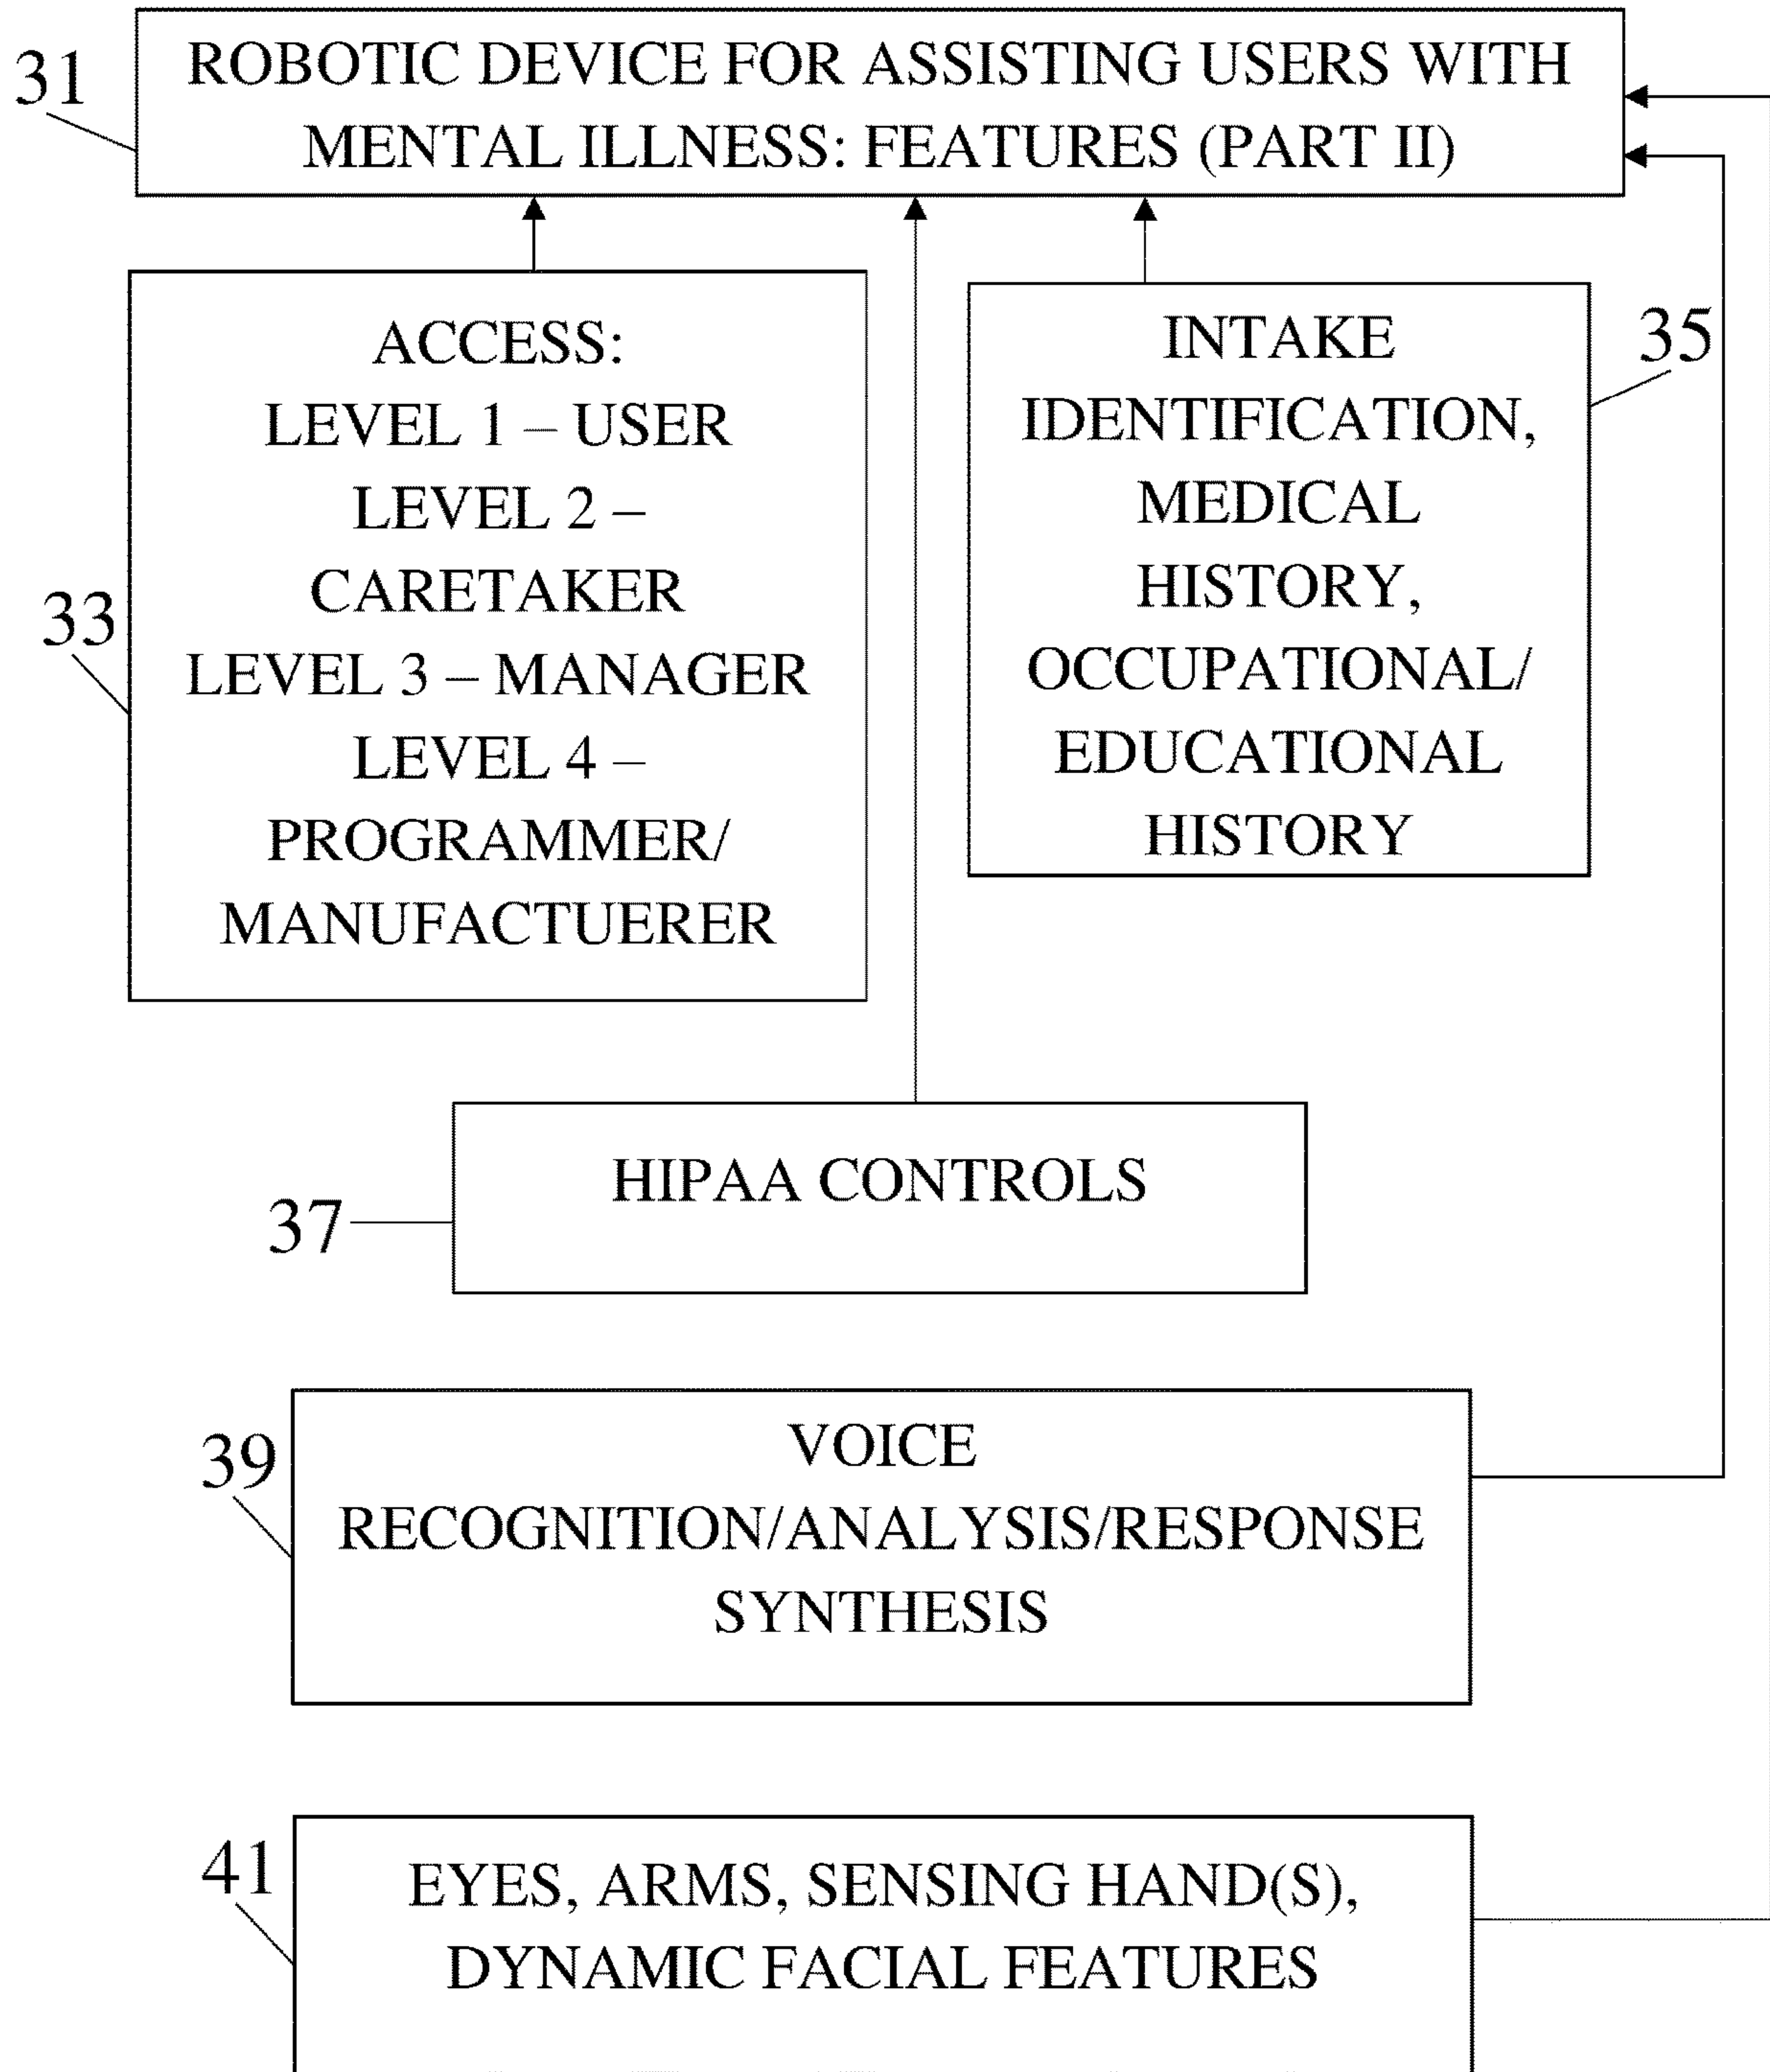 31
ROBOTIC DEVICE FOR ASSISTING USERS WITH
MENTAL ILLNESS: FEATURES (PART II)
33
ACCESS:
LEVEL 1 – USER
LEVEL 2 –
CARETAKER
LEVEL 3 – MANAGER
LEVEL 4 –
PROGRAMMER/
MANUFACTUERER
35
INTAKE
IDENTIFICATION,
MEDICAL
HISTORY,
OCCUPATIONAL/
EDUCATIONAL
HISTORY
37
HIPAA CONTROLS
39
VOICE
RECOGNITION/ANALYSIS/RESPONSE
SYNTHESIS
41
EYES, ARMS, SENSING HAND(S),
DYNAMIC FACIAL FEATURES